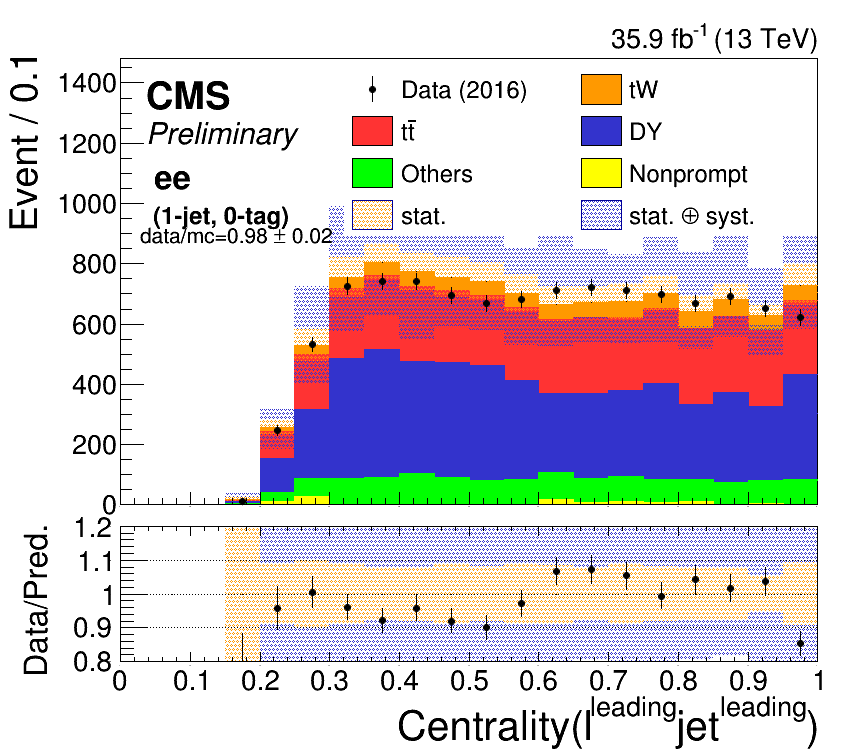 35.9 fb⁻¹ (13 TeV)
Event / 0.1
1400
1200
1000
800
600
400
200
0
CMS
Preliminary
ee
(1-jet, 0-tag)
data/mc=0.98 ± 0.02
Data (2016)
tW
tt̄
DY
Others
Nonprompt
stat.
stat. ⊕ syst.
Data/Pred.
1.2
1.1
1
0.9
0.8
0 0.1 0.2 0.3 0.4 0.5 0.6 0.7 0.8 0.9 1
Centrality(l^leading jet^leading)